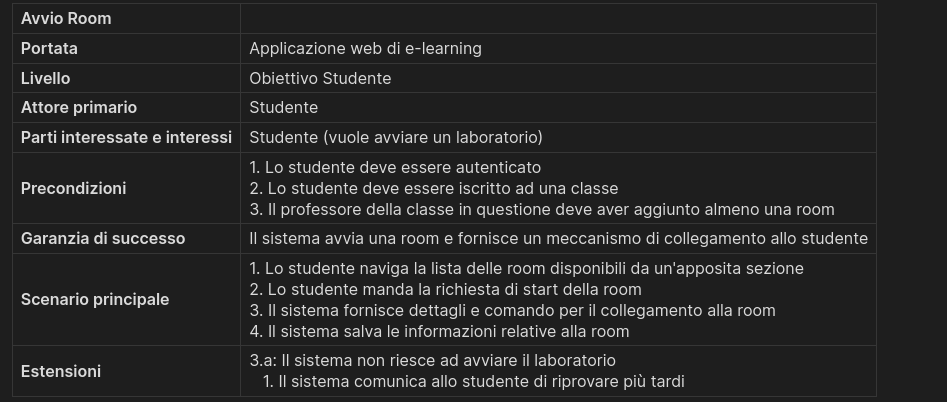 Avvio Room
Portata Applicazione web di e-learning
Livello Obiettivo Studente
Attore primario Studente
Parti interessate e interessi Studente (vuole avviare un laboratorio)
Precondizioni
1. Lo studente deve essere autenticato
2. Lo studente deve essere iscritto ad una classe
3. Il professore della classe in questione deve aver aggiunto almeno una room
Garanzia di successo Il sistema avvia una room e fornisce un meccanismo di collegamento allo studente
Scenario principale
1. Lo studente naviga la lista delle room disponibili da un'apposita sezione
2. Lo studente manda la richiesta di start della room
3. Il sistema fornisce dettagli e comando per il collegamento alla room
4. Il sistema salva le informazioni relative alla room
Estensioni
3.a: Il sistema non riesce ad avviare il laboratorio
1. Il sistema comunica allo studente di riprovare più tardi